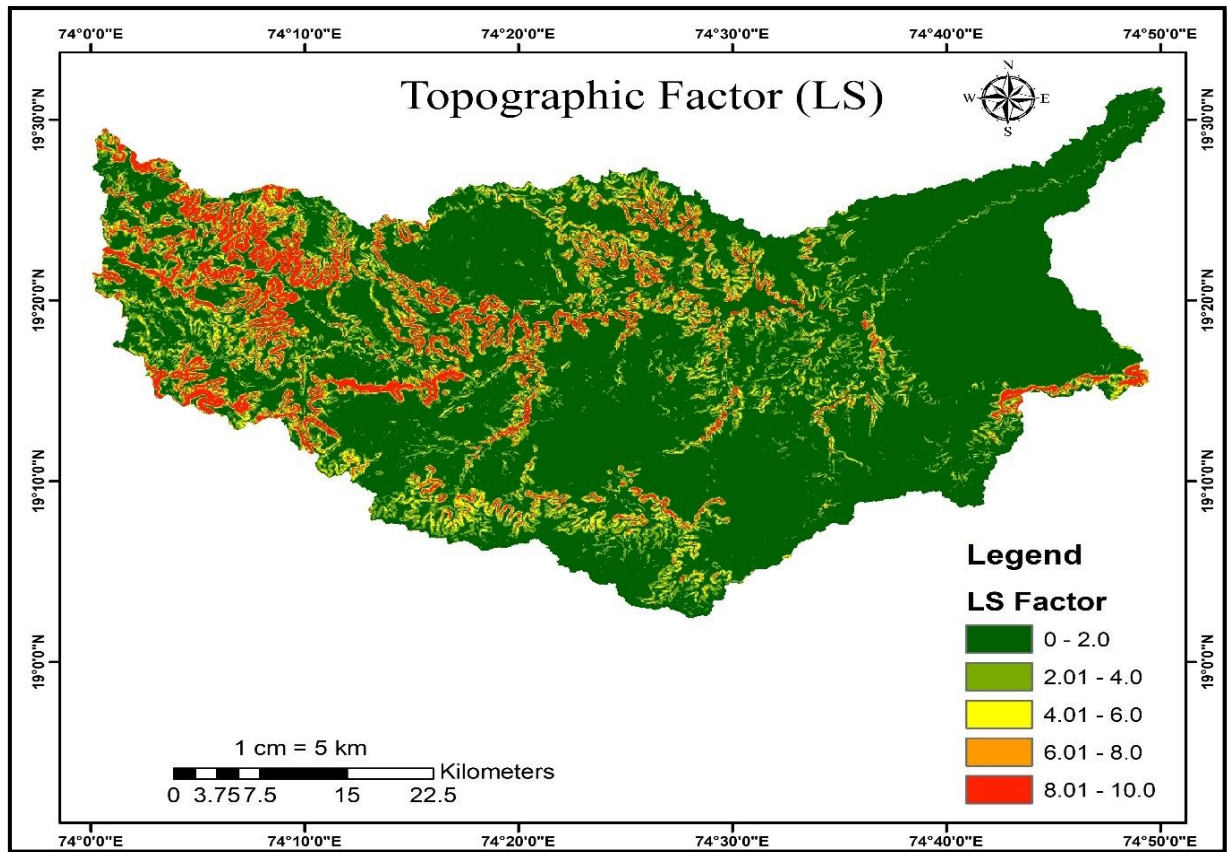 74°0'0"E 74°10'0"E 74°20'0"E 74°30'0"E 74°40'0"E 74°50'0"E
Topographic Factor (LS)
N
W E
S
19°30'0"N 19°30'0"N
19°20'0"N 19°20'0"N
19°10'0"N 19°10'0"N
19°0'0"N 19°0'0"N
Legend
LS Factor
0 - 2.0
2.01 - 4.0
4.01 - 6.0
6.01 - 8.0
8.01 - 10.0
1 cm = 5 km
Kilometers
0 3.75 7.5 15 22.5
74°0'0"E 74°10'0"E 74°20'0"E 74°30'0"E 74°40'0"E 74°50'0"E